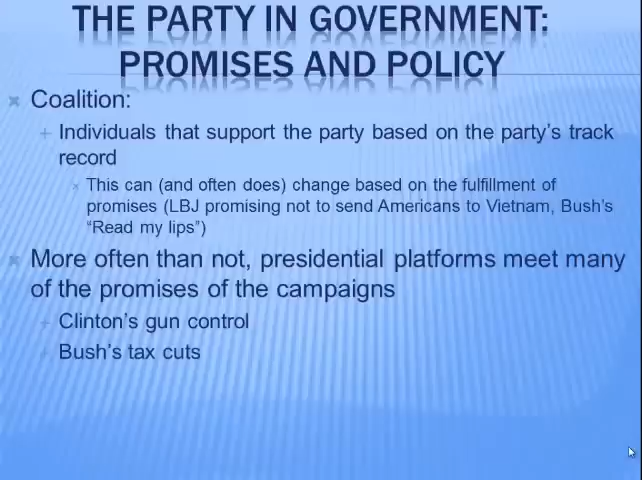 THE PARTY IN GOVERNMENT:
PROMISES AND POLICY
Coalition:
Individuals that support the party based on the party's track
record
This can (and often does) change based on the fulfillment of
promises (LBJ promising not to send Americans to Vietnam, Bush's
“Read my lips”)
More often than not, presidential platforms meet many
of the promises of the campaigns
Clinton's gun control
Bush's tax cuts